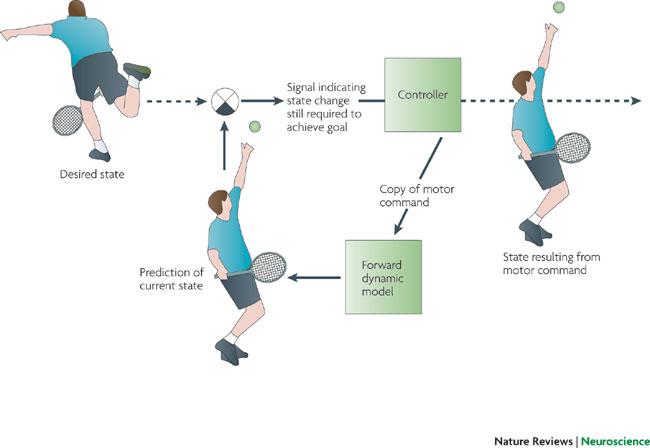 Signal indicating
state change
still required to
achieve goal
Controller
Desired state
Copy of motor
command
Prediction of
current state
Forward
dynamic
model
State resulting from
motor command
Nature Reviews | Neuroscience